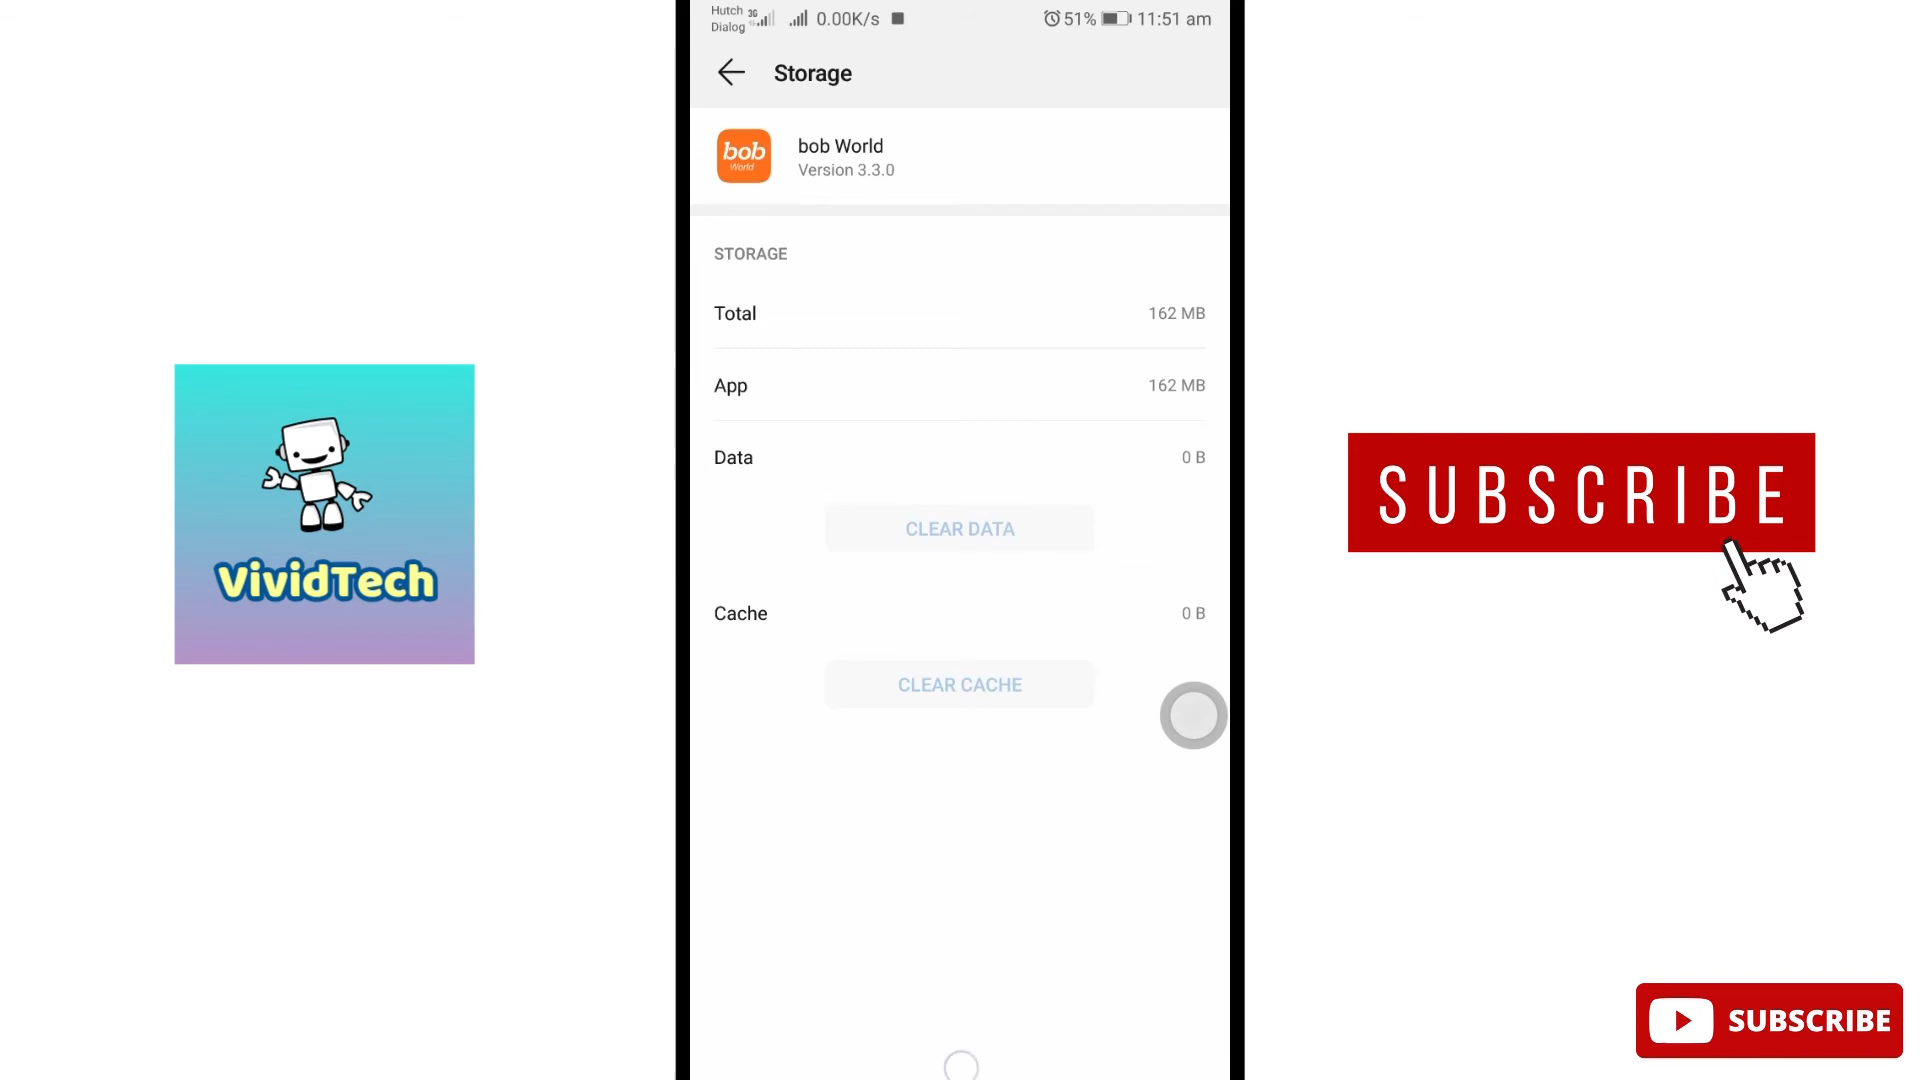 Hutch 3G
Dialog
0.00K/s
51% 11:51 am
Storage
bob World
bob World
Version 3.3.0
STORAGE
Total 162 MB
App 162 MB
Data 0 B
CLEAR DATA
Cache 0 B
CLEAR CACHE
VividTech
SUBSCRIBE
SUBSCRIBE